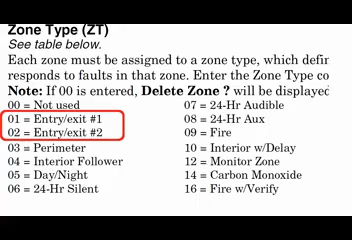 Zone Type (ZT)
See table below.
Each zone must be assigned to a zone type, which defin
responds to faults in that zone. Enter the Zone Type co
Note: If 00 is entered, Delete Zone ? will be displayed
00 = Not used
01 = Entry/exit #1
02 = Entry/exit #2
03 = Perimeter
04 = Interior Follower
05 = Day/Night
06 = 24-Hr Silent
07 = 24-Hr Audible
08 = 24-Hr Aux
09 = Fire
10 = Interior w/Delay
12 = Monitor Zone
14 = Carbon Monoxide
16 = Fire w/Verify